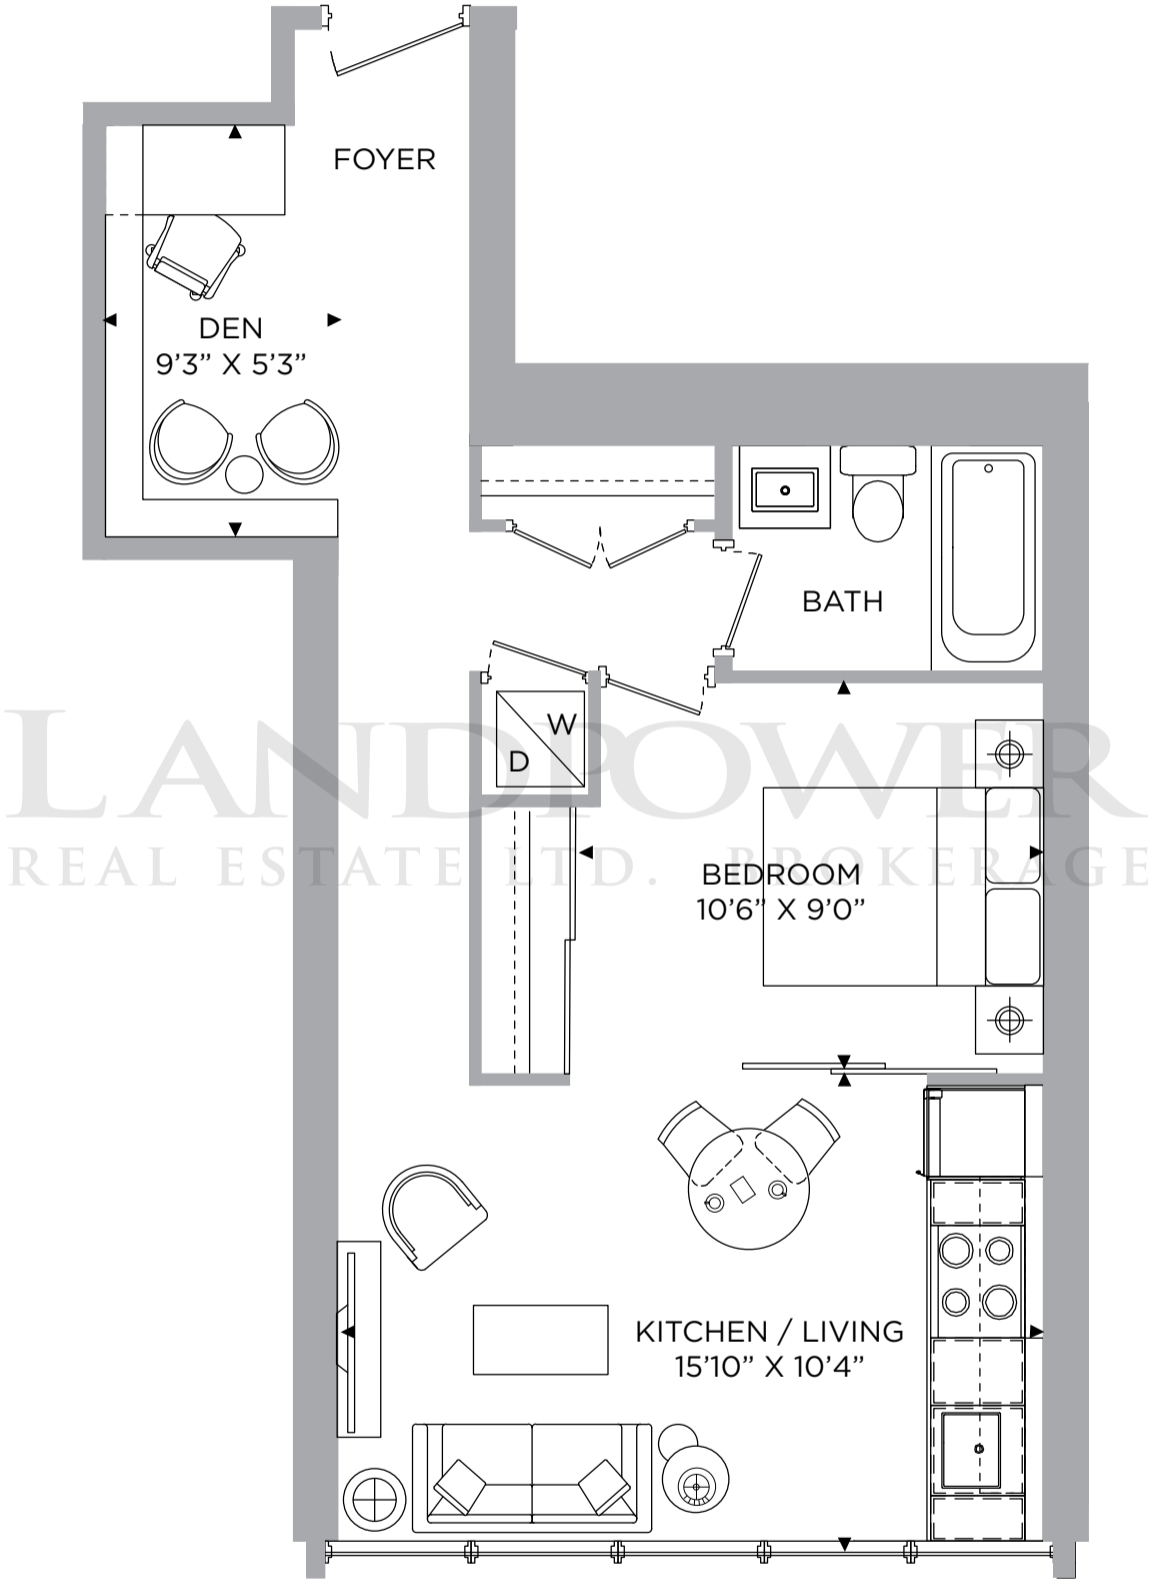 FOYER
DEN
9’3” X 5’3”
BATH
W
D
LANDPOWER
REAL ESTATE LTD. BROKERAGE
BEDROOM
10’6” X 9’0”
KITCHEN / LIVING
15’10” X 10’4”